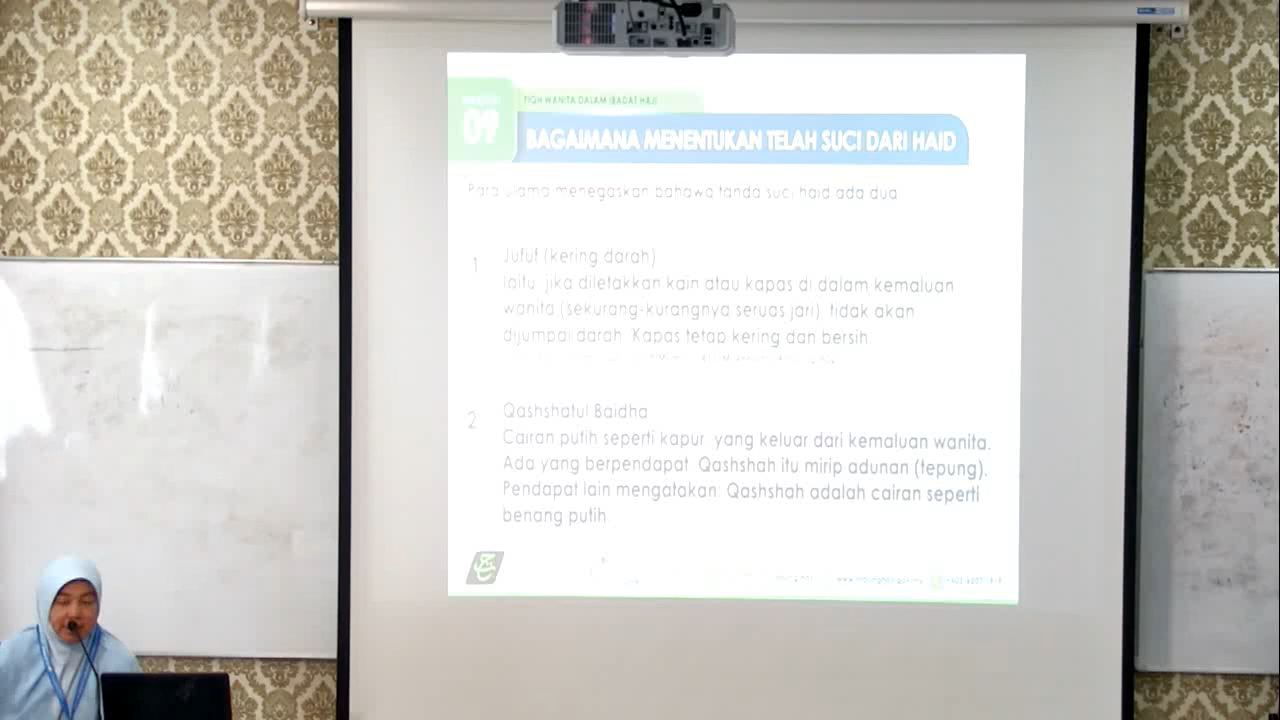 09
FIQH WANITA DALAM IBADAT HAJI
BAGAIMANA MENENTUKAN TELAH SUCI DARI HAID
Para ulama menegaskan bahawa tanda suci haid ada dua
1 Jufuf (kering darah)
Iaitu jika diletakkan kain atau kapas di dalam kemaluan
wanita (sekurang-kurangnya seruas jari) tidak akan
dijumpai darah. Kapas tetap kering dan bersih
2 Qashshatul Baidha
Cairan putih seperti kapur yang keluar dari kemaluan wanita.
Ada yang berpendapat Qashshah itu mirip adunan (tepung).
Pendapat lain mengatakan: Qashshah adalah cairan seperti
benang putih.